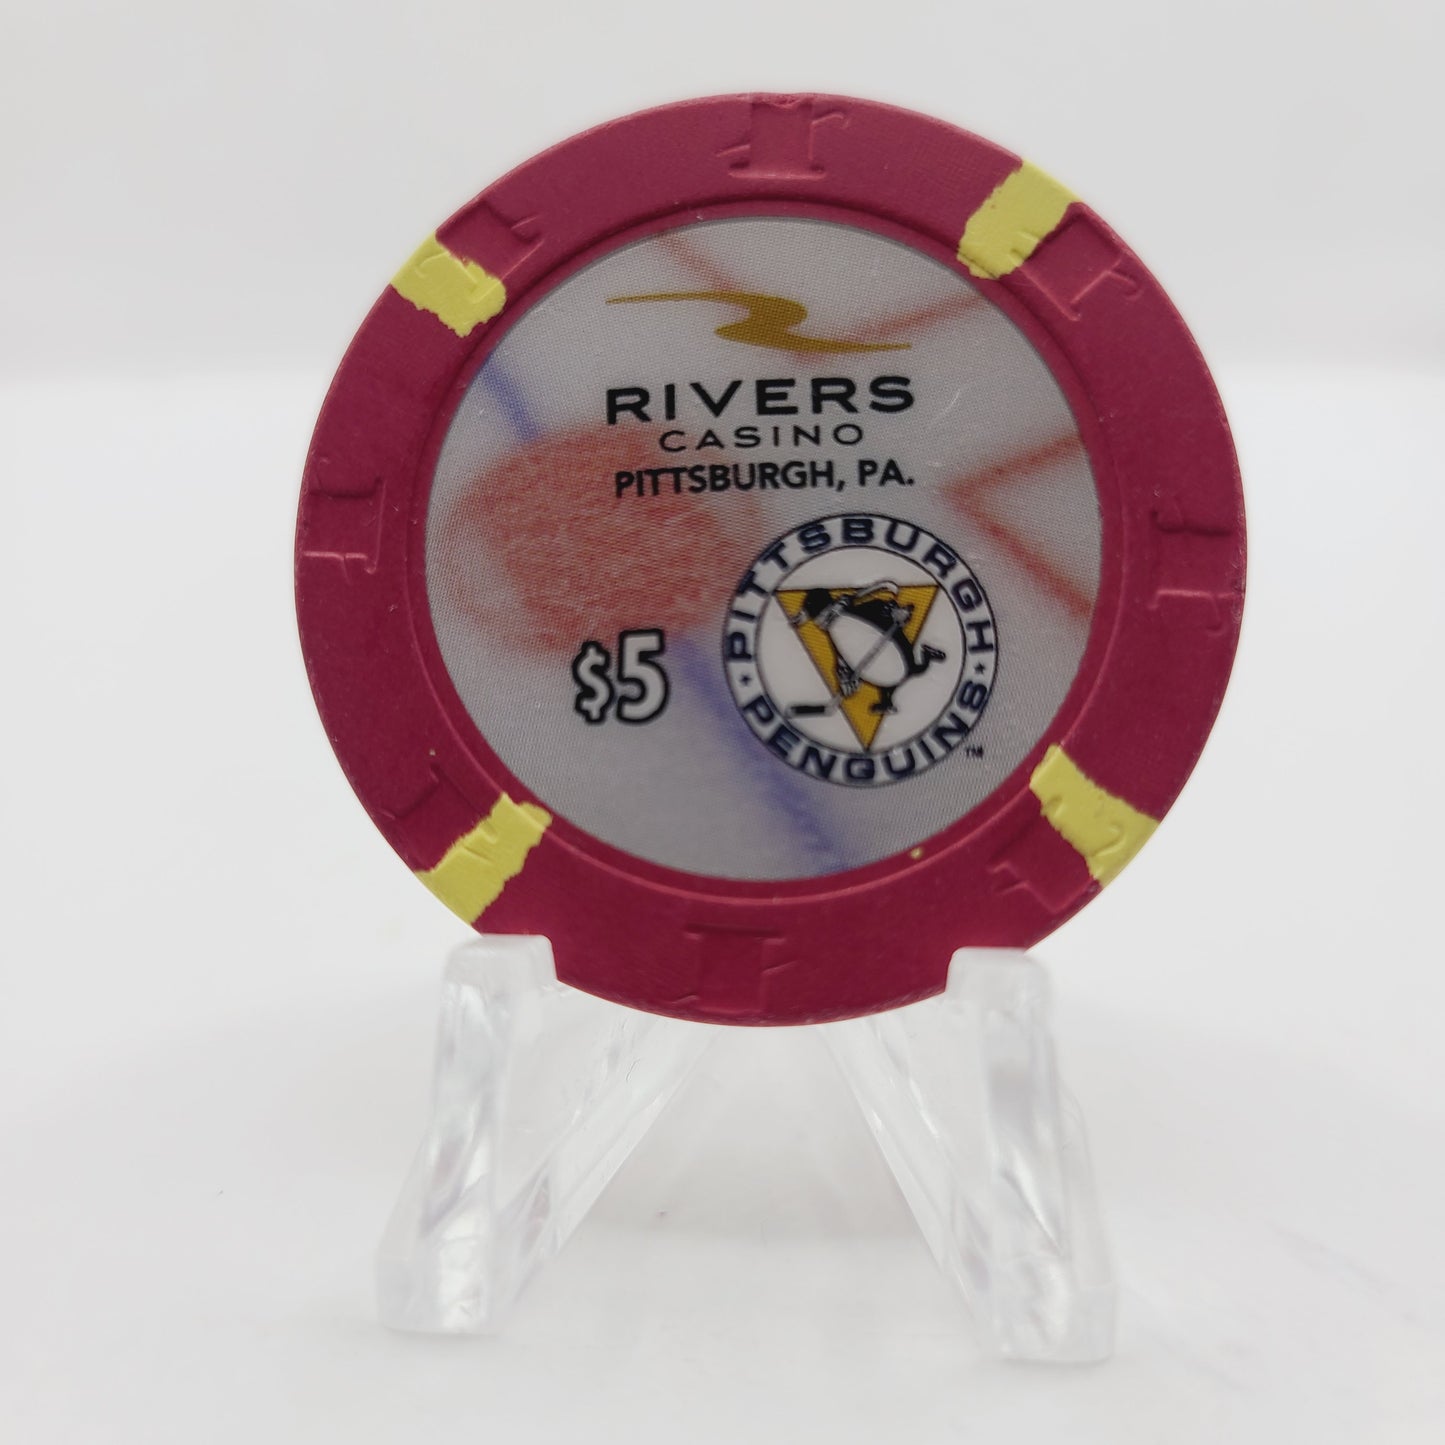 RIVERS
CASINO
PITTSBURGH, PA.
$5
PITTSBURGH
PENGUINS
TM